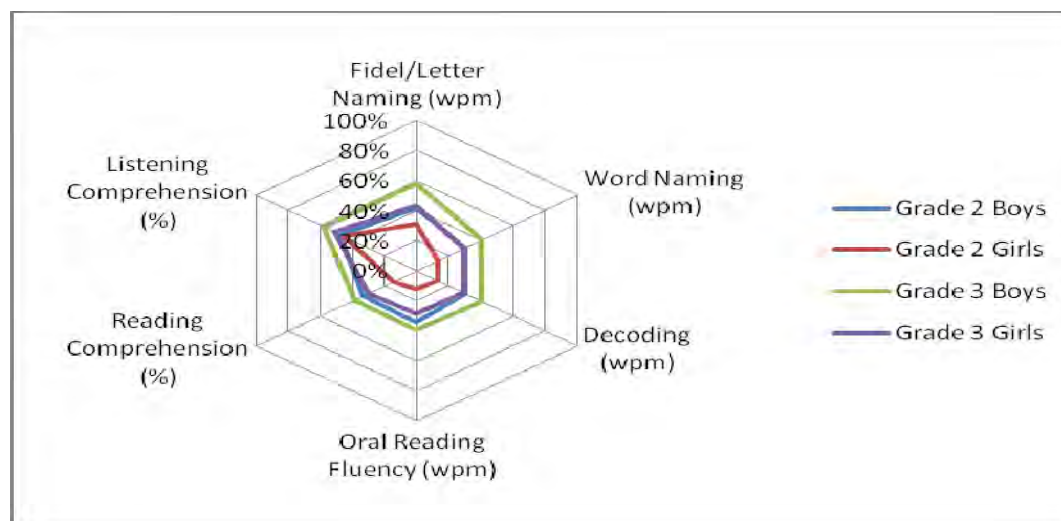 Fidel/Letter
Naming (wpm)
100%
80%
60%
40%
20%
0%
Word Naming
(wpm)
Decoding
(wpm)
Oral Reading
Fluency (wpm)
Reading
Comprehension
(%)
Listening
Comprehension
(%)
Grade 2 Boys
Grade 2 Girls
Grade 3 Boys
Grade 3 Girls